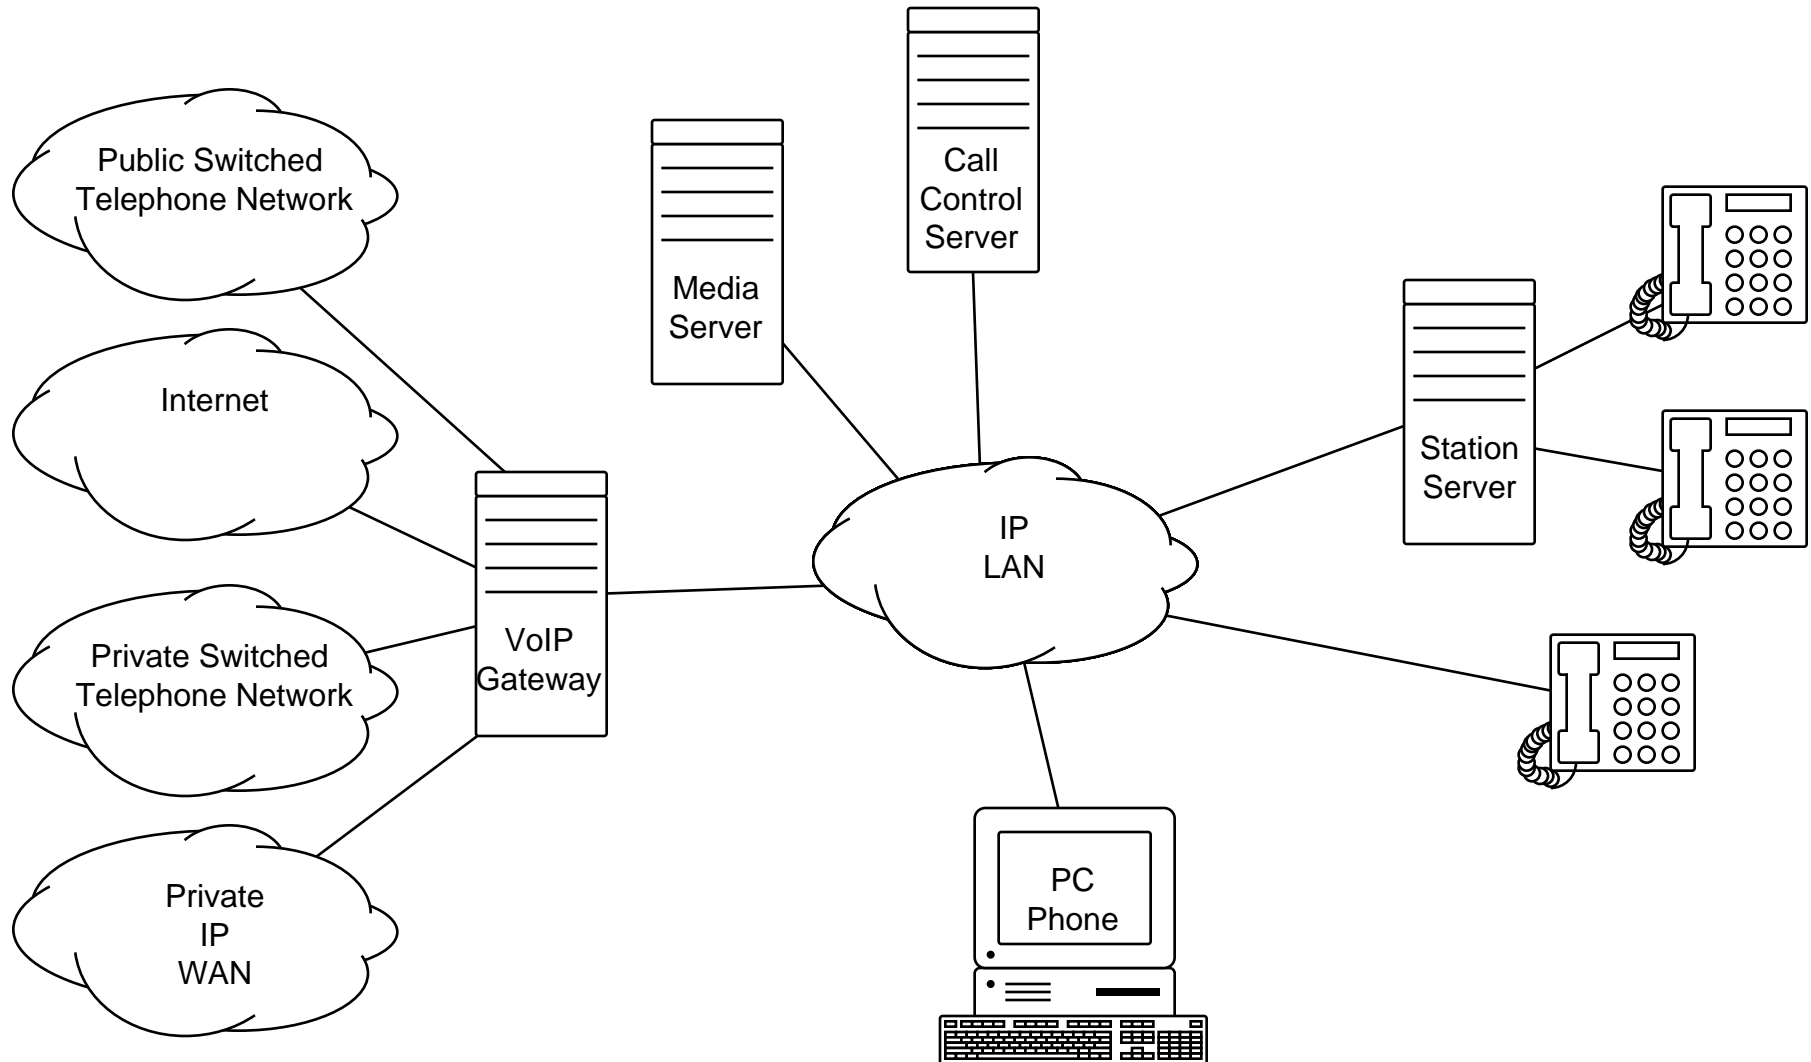 Public Switched
Telephone Network
Internet
Private Switched
Telephone Network
Private
IP
WAN
VoIP
Gateway
Media
Server
Call
Control
Server
IP
LAN
PC
Phone
Station
Server